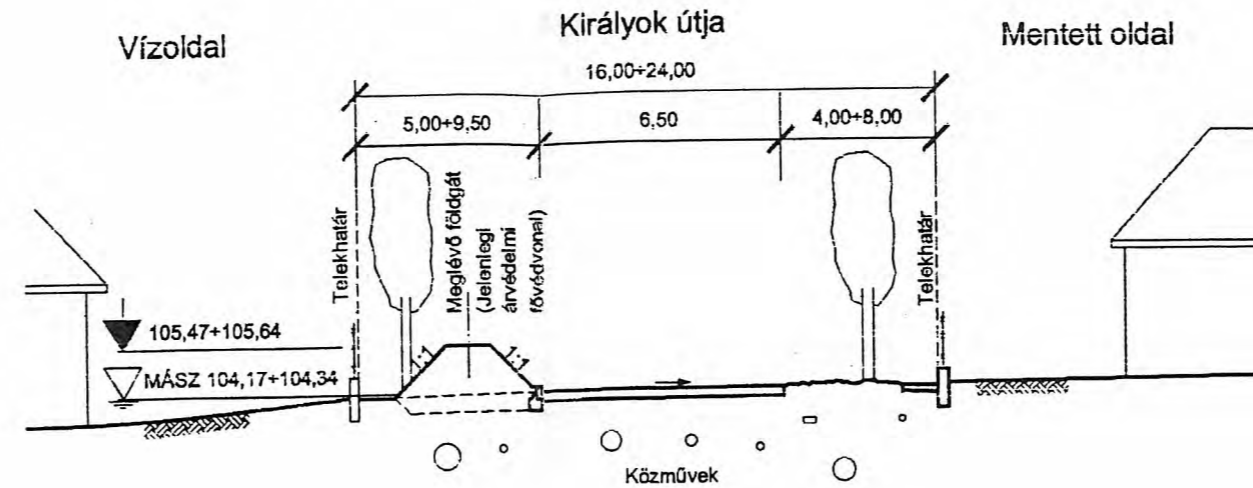 Királyok útja
Vízoldal
Mentett oldal
16,00÷24,00
5,00÷9,50
6,50
4,00÷8,00
Telekhatár
Meglévő földgát
(Jelenlegi
árvédelmi
fővédvonal)
Telekhatár
105,47÷105,64
1:1
1:1
MÁSZ 104,17÷104,34
Közművek